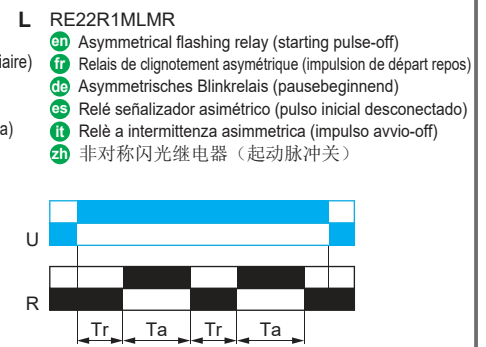 L RE22R1MLMR
en Asymmetrical flashing relay (starting pulse-off)
iaire) fr Relais de clignotement asymétrique (impulsion de départ repos)
de Asymmetrisches Blinkrelais (pausebeginnend)
es Relé señalizador asimétrico (pulso inicial desconectado)
a) it Relè a intermittenza asimmetrica (impulso avvio-off)
zh 非对称闪光继电器（起动脉冲关）
U
R
Tr Ta Tr Ta